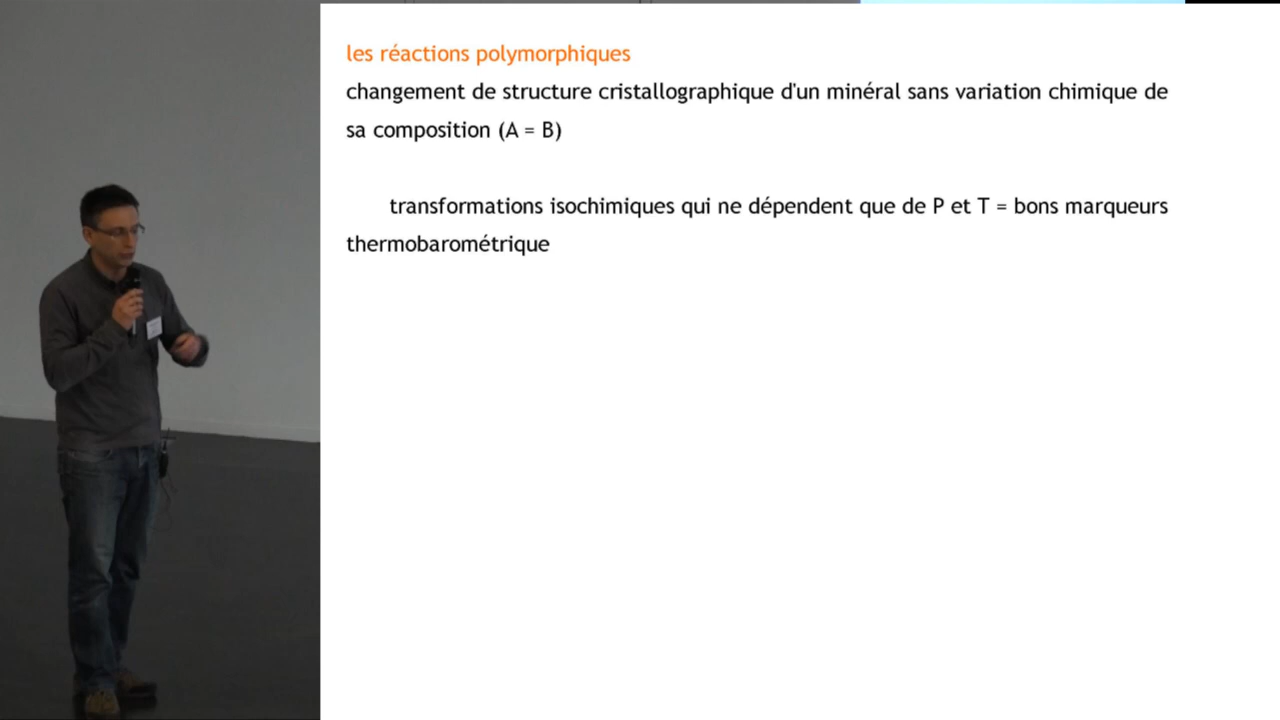 les réactions polymorphiques
changement de structure cristallographique d'un minéral sans variation chimique de
sa composition (A = B)
transformations isochimiques qui ne dépendent que de P et T = bons marqueurs
thermobarométrique